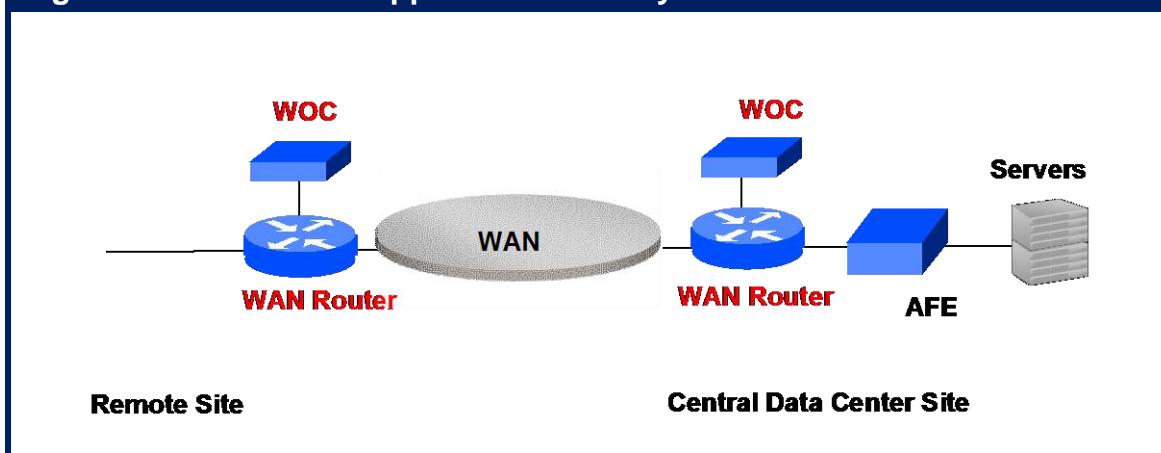 WOC
WOC
Servers
WAN
WAN Router
WAN Router
AFE
Remote Site
Central Data Center Site